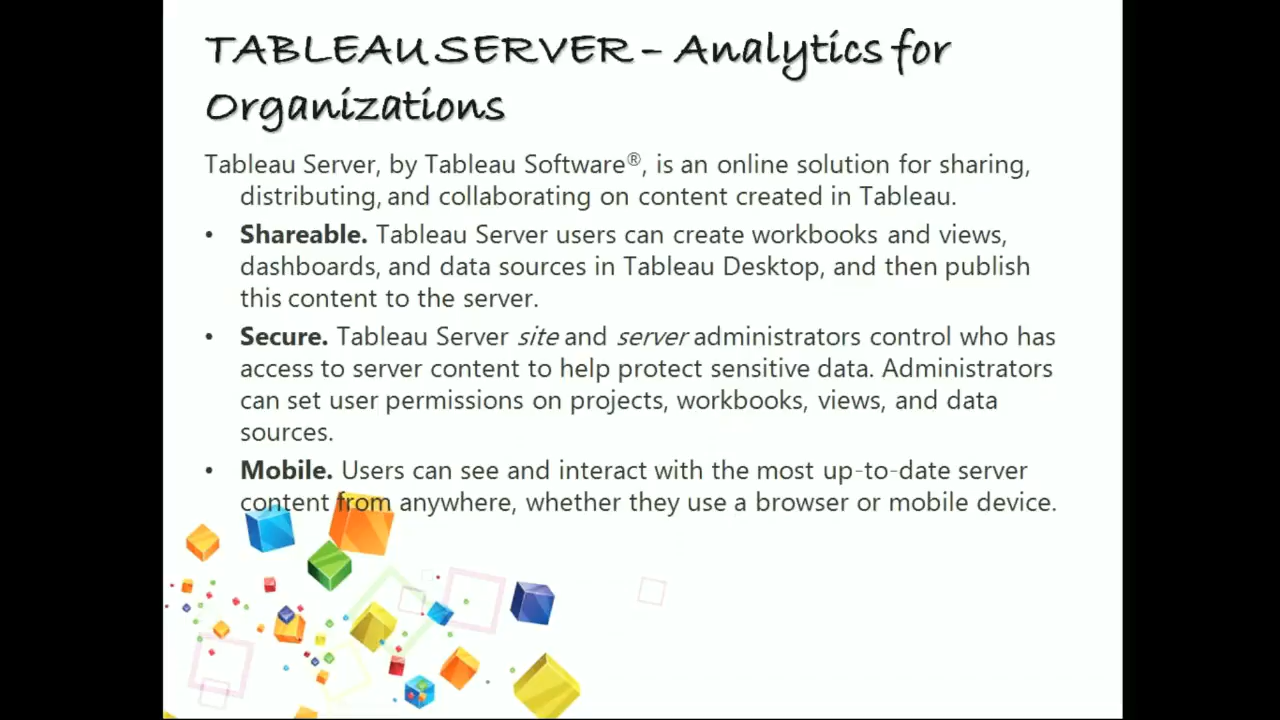 TABLEAU SERVER – Analytics for
Organizations
Tableau Server, by Tableau Software®, is an online solution for sharing,
distributing, and collaborating on content created in Tableau.
• Shareable. Tableau Server users can create workbooks and views,
dashboards, and data sources in Tableau Desktop, and then publish
this content to the server.
• Secure. Tableau Server site and server administrators control who has
access to server content to help protect sensitive data. Administrators
can set user permissions on projects, workbooks, views, and data
sources.
• Mobile. Users can see and interact with the most up-to-date server
content from anywhere, whether they use a browser or mobile device.